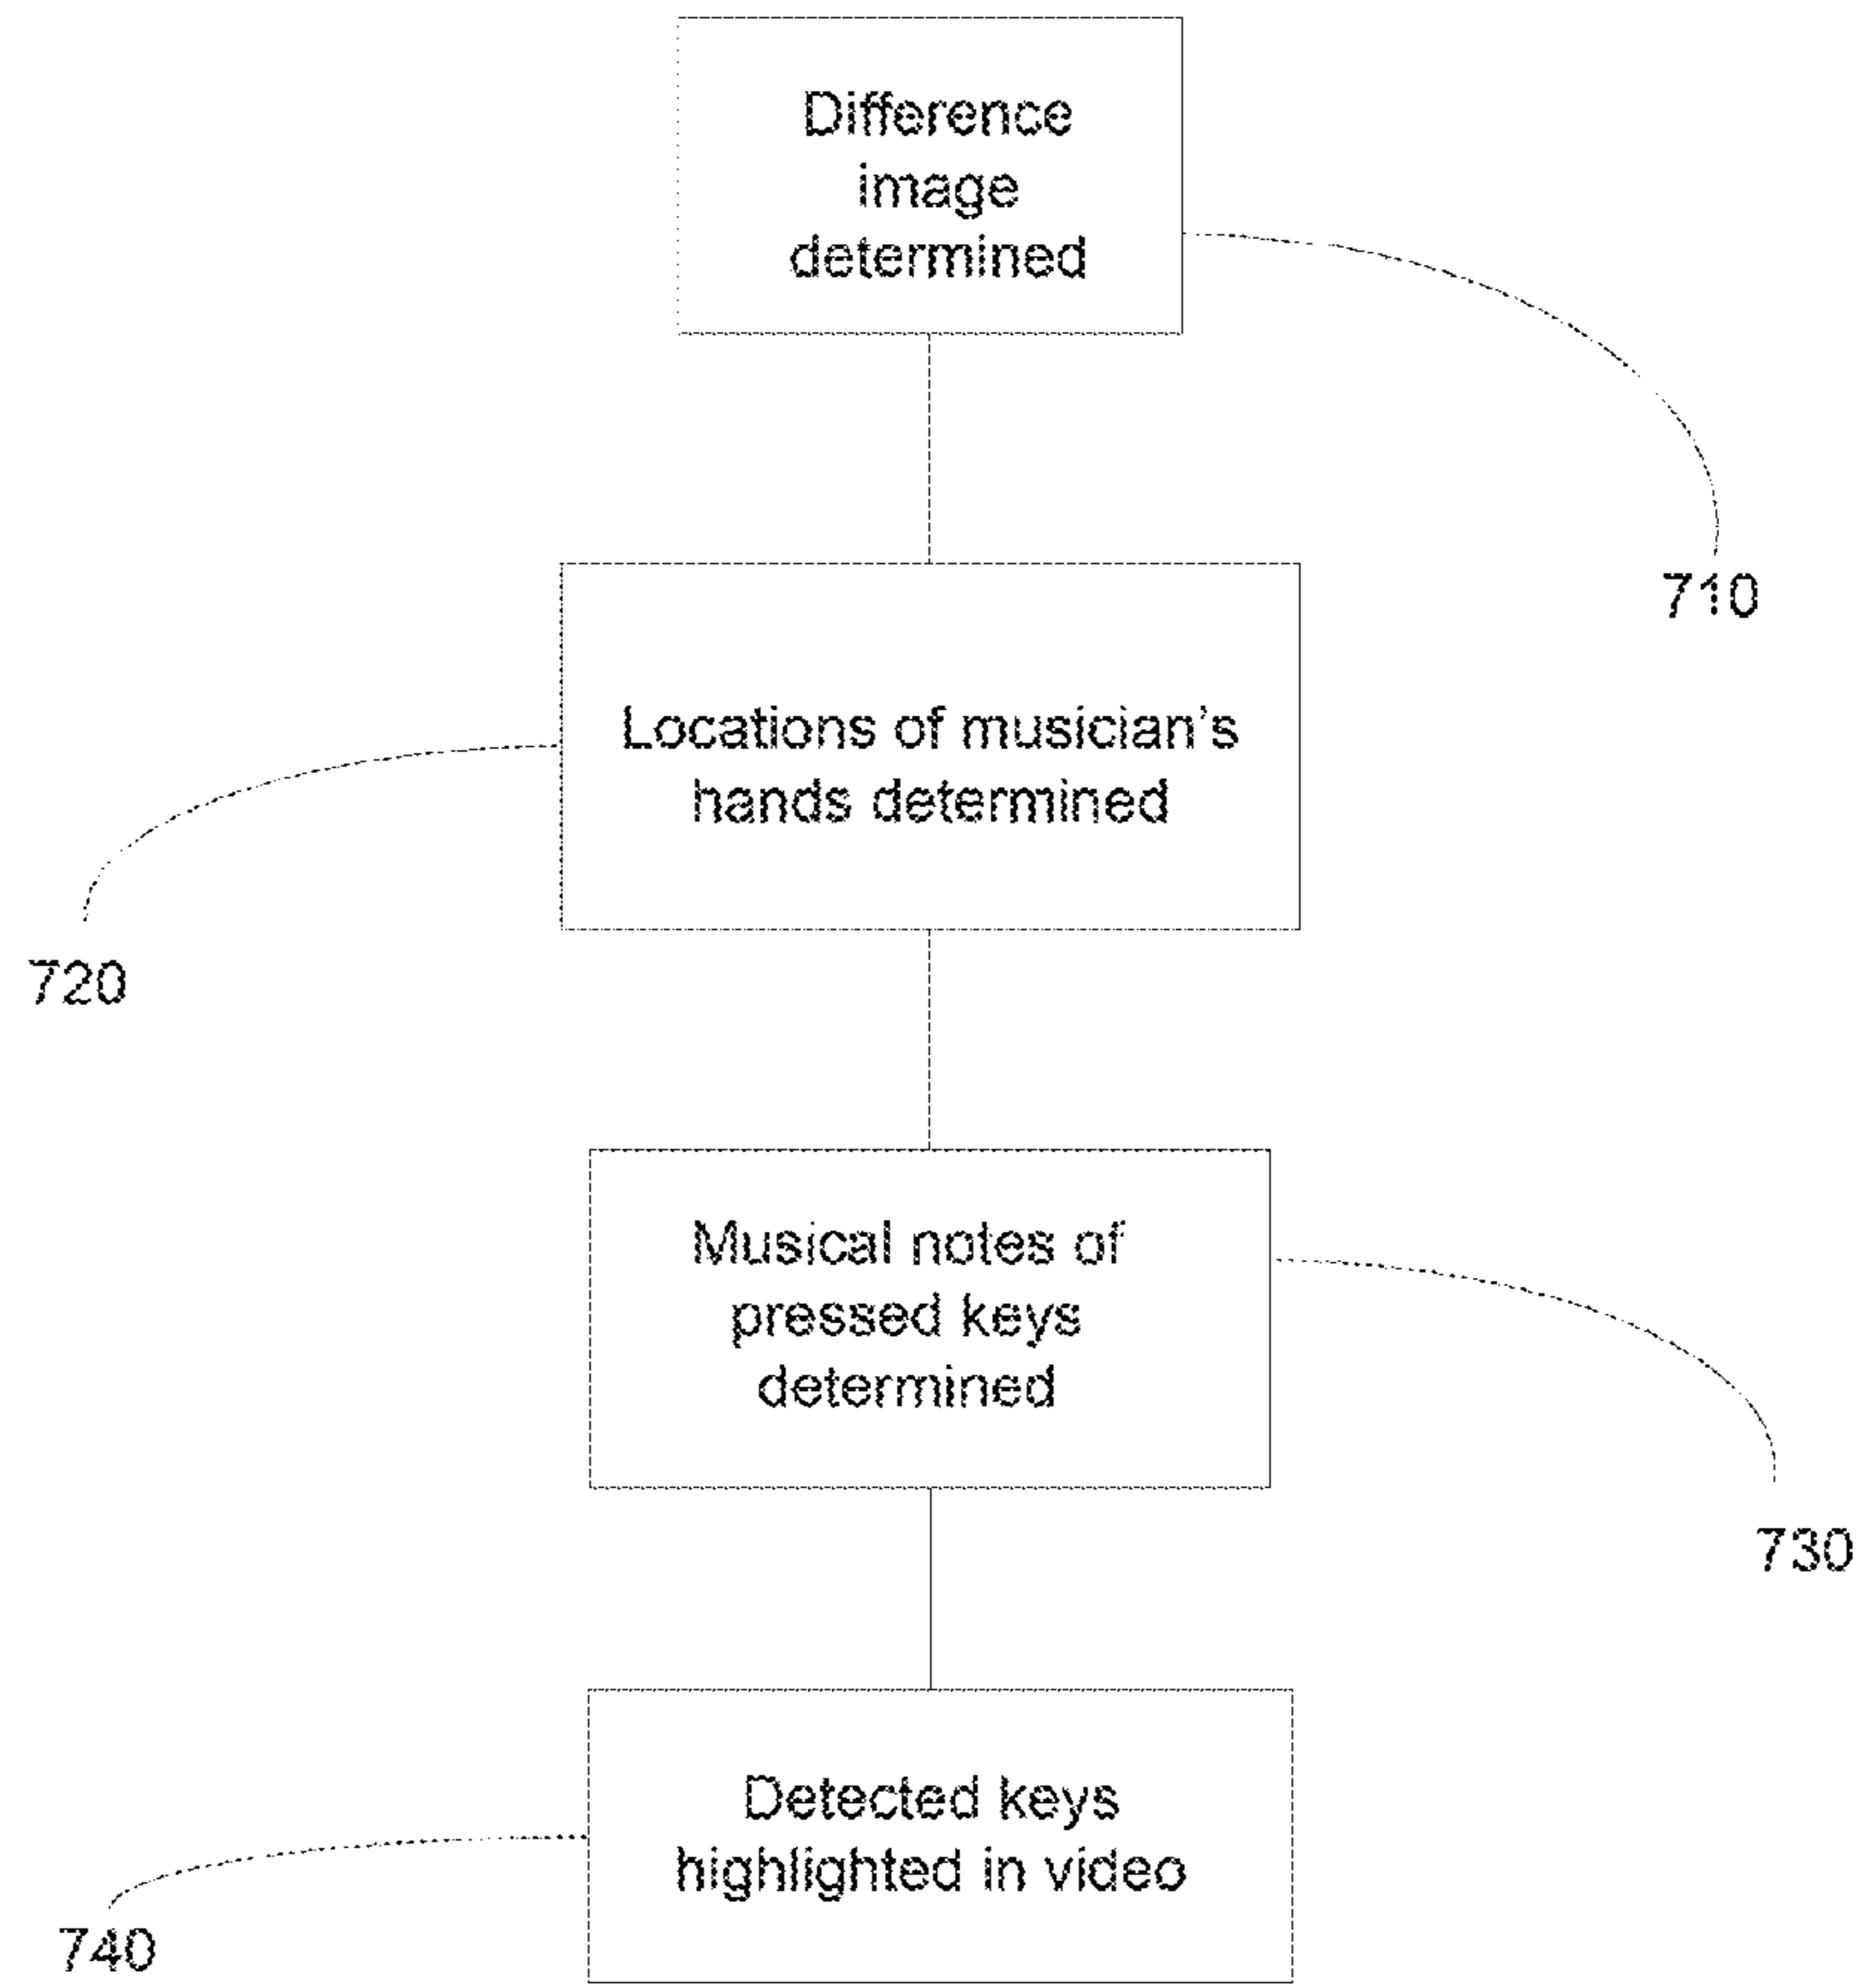 Difference
image
determined
710
Locations of musician's
hands determined
720
Musical notes of
pressed keys
determined
730
Detected keys
highlighted in video
740